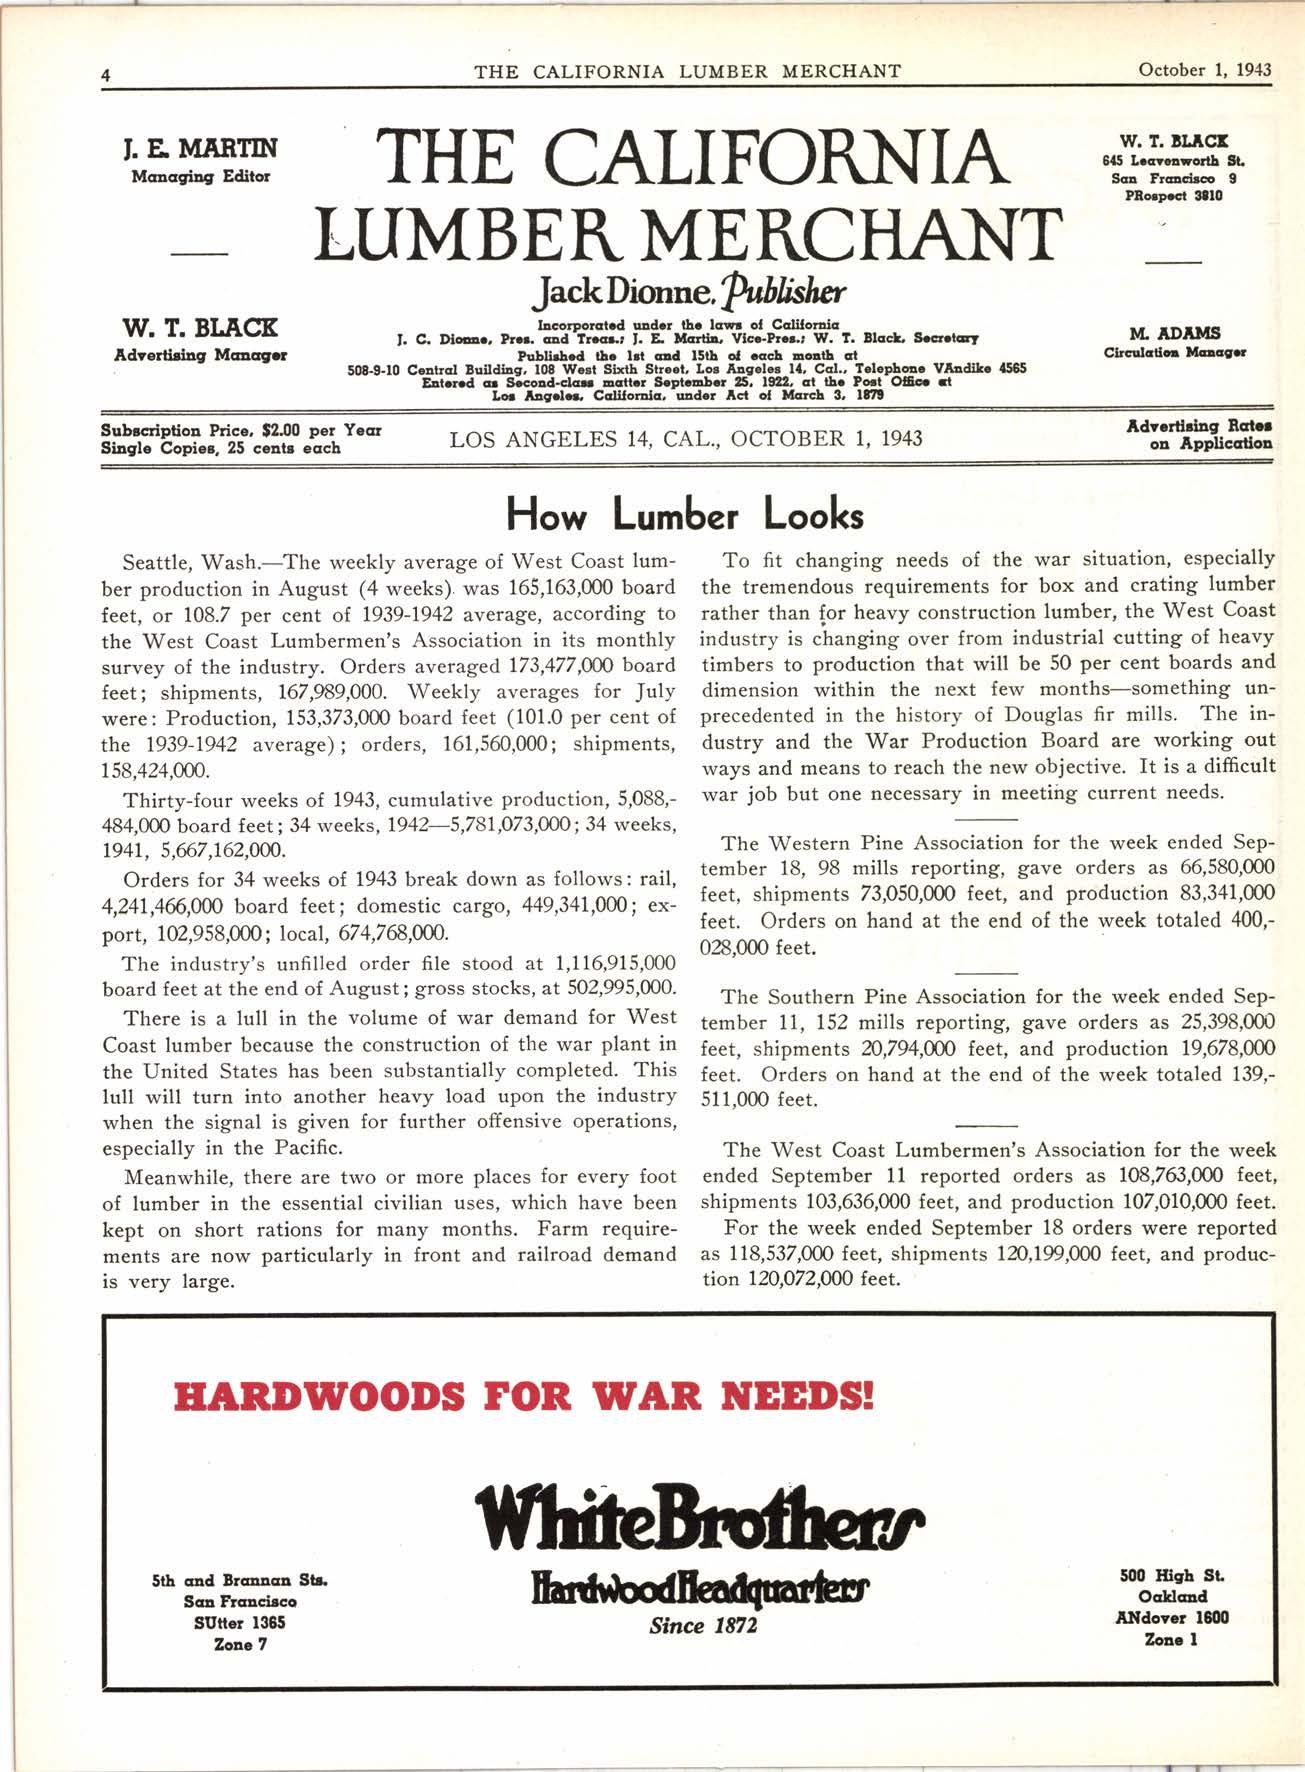 4
THE CALIFORNIA LUMBER MERCHANT
October 1, 1943
J. E. MARTIN
Managing Editor
W. T. BLACK
Advertising Manager
THE CALIFORNIA
LUMBER MERCHANT
Jack Dionne, Publisher
Incorporated under the laws of California
J. C. Dionne, Pres. and Treas.; J. E. Martin, Vice-Pres.; W. T. Black, Secretary
Published the 1st and 15th of each month at
508-9-10 Central Building, 108 West Sixth Street, Los Angeles 14, Cal., Telephone VAndike 4565
Entered as Second-class matter September 25, 1922, at the Post Office at
Los Angeles, California, under Act of March 3, 1879
W. T. BLACK
645 Leavenworth St.
San Francisco 9
PRospect 3810
M. ADAMS
Circulation Manager
Subscription Price, $2.00 per Year
Single Copies, 25 cents each
LOS ANGELES 14, CAL., OCTOBER 1, 1943
Advertising Rates
on Application
How Lumber Looks
Seattle, Wash.—The weekly average of West Coast lum-
ber production in August (4 weeks) was 165,163,000 board
feet, or 108.7 per cent of 1939-1942 average, according to
the West Coast Lumbermen's Association in its monthly
survey of the industry. Orders averaged 173,477,000 board
feet; shipments, 167,989,000. Weekly averages for July
were: Production, 153,373,000 board feet (101.0 per cent of
the 1939-1942 average); orders, 161,560,000; shipments,
158,424,000.
Thirty-four weeks of 1943, cumulative production, 5,088,-
484,000 board feet; 34 weeks, 1942—5,781,073,000; 34 weeks,
1941, 5,667,162,000.
Orders for 34 weeks of 1943 break down as follows: rail,
4,241,466,000 board feet; domestic cargo, 449,341,000; ex-
port, 102,958,000; local, 674,768,000.
The industry's unfilled order file stood at 1,116,915,000
board feet at the end of August; gross stocks, at 502,995,000.
There is a lull in the volume of war demand for West
Coast lumber because the construction of the war plant in
the United States has been substantially completed. This
lull will turn into another heavy load upon the industry
when the signal is given for further offensive operations,
especially in the Pacific.
Meanwhile, there are two or more places for every foot
of lumber in the essential civilian uses, which have been
kept on short rations for many months. Farm require-
ments are now particularly in front and railroad demand
is very large.
To fit changing needs of the war situation, especially
the tremendous requirements for box and crating lumber
rather than for heavy construction lumber, the West Coast
industry is changing over from industrial cutting of heavy
timbers to production that will be 50 per cent boards and
dimension within the next few months—something un-
precedented in the history of Douglas fir mills. The in-
dustry and the War Production Board are working out
ways and means to reach the new objective. It is a difficult
war job but one necessary in meeting current needs.
The Western Pine Association for the week ended Sep-
tember 18, 98 mills reporting, gave orders as 66,580,000
feet, shipments 73,050,000 feet, and production 83,341,000
feet. Orders on hand at the end of the week totaled 400,-
028,000 feet.
The Southern Pine Association for the week ended Sep-
tember 11, 152 mills reporting, gave orders as 25,398,000
feet, shipments 20,794,000 feet, and production 19,678,000
feet. Orders on hand at the end of the week totaled 139,-
511,000 feet.
The West Coast Lumbermen's Association for the week
ended September 11 reported orders as 108,763,000 feet,
shipments 103,636,000 feet, and production 107,010,000 feet.
For the week ended September 18 orders were reported
as 118,537,000 feet, shipments 120,199,000 feet, and produc-
tion 120,072,000 feet.
HARDWOODS FOR WAR NEEDS!
WhiteBrothers
HardwoodHeadquarters
Since 1872
5th and Brannan Sts.
San Francisco
SUtter 1365
Zone 7
500 High St.
Oakland
ANdover 1600
Zone 1